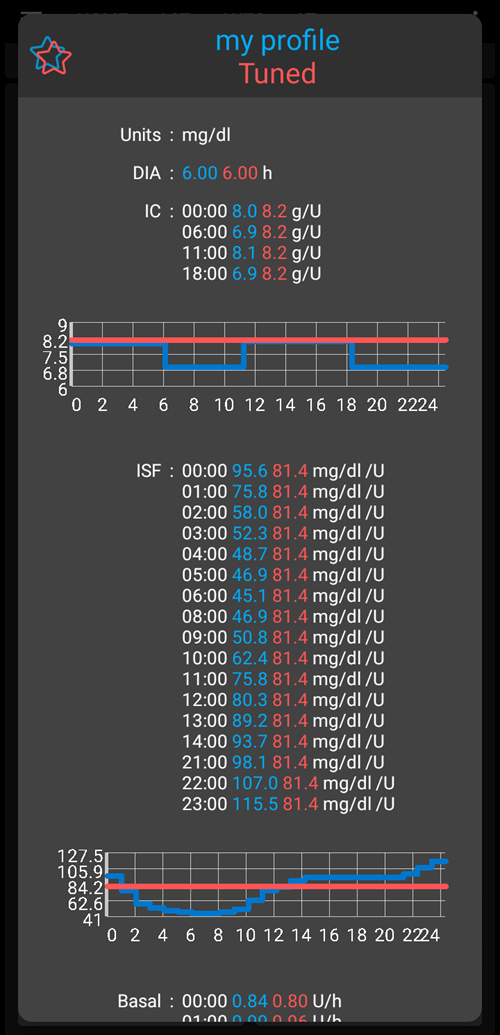 my profile
Tuned
Units : mg/dl
DIA : 6.00 6.00 h
IC : 00:00 8.0 8.2 g/U
06:00 6.9 8.2 g/U
11:00 8.1 8.2 g/U
18:00 6.9 8.2 g/U
9
8.2
7.5
6.8
6
0 2 4 6 8 10 12 14 16 18 20 2224
ISF : 00:00 95.6 81.4 mg/dl /U
01:00 75.8 81.4 mg/dl /U
02:00 58.0 81.4 mg/dl /U
03:00 52.3 81.4 mg/dl /U
04:00 48.7 81.4 mg/dl /U
05:00 46.9 81.4 mg/dl /U
06:00 45.1 81.4 mg/dl /U
08:00 46.9 81.4 mg/dl /U
09:00 50.8 81.4 mg/dl /U
10:00 62.4 81.4 mg/dl /U
11:00 75.8 81.4 mg/dl /U
12:00 80.3 81.4 mg/dl /U
13:00 89.2 81.4 mg/dl /U
14:00 93.7 81.4 mg/dl /U
21:00 98.1 81.4 mg/dl /U
22:00 107.0 81.4 mg/dl /U
23:00 115.5 81.4 mg/dl /U
127.5
105.9
84.2
62.6
41
0 2 4 6 8 10 12 14 16 18 20 2224
Basal : 00:00 0.84 0.80 U/h
01:00 0.99 0.96 U/h